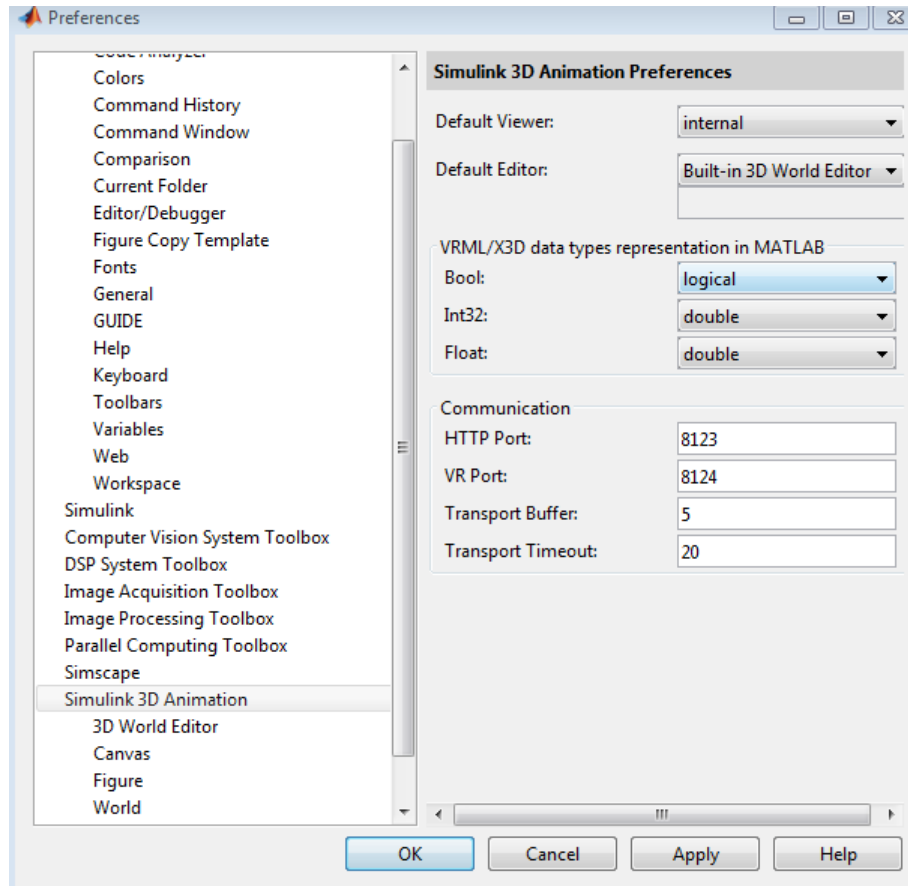 Preferences
Code Analyzer
Colors
Command History
Command Window
Comparison
Current Folder
Editor/Debugger
Figure Copy Template
Fonts
General
GUIDE
Help
Keyboard
Toolbars
Variables
Web
Workspace
Simulink
Computer Vision System Toolbox
DSP System Toolbox
Image Acquisition Toolbox
Image Processing Toolbox
Parallel Computing Toolbox
Simscape
Simulink 3D Animation
3D World Editor
Canvas
Figure
World
Simulink 3D Animation Preferences
Default Viewer: internal
Default Editor: Built-in 3D World Editor
VRML/X3D data types representation in MATLAB
Bool: logical
Int32: double
Float: double
Communication
HTTP Port: 8123
VR Port: 8124
Transport Buffer: 5
Transport Timeout: 20
OK Cancel Apply Help